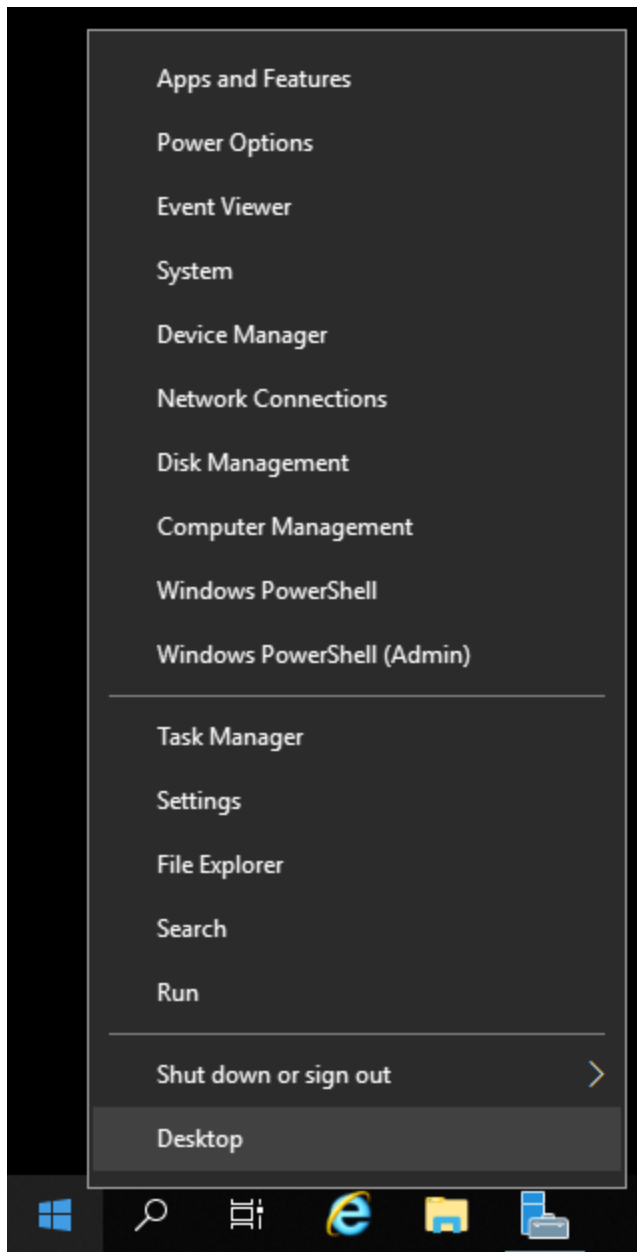 Apps and Features
Power Options
Event Viewer
System
Device Manager
Network Connections
Disk Management
Computer Management
Windows PowerShell
Windows PowerShell (Admin)
Task Manager
Settings
File Explorer
Search
Run
Shut down or sign out
Desktop